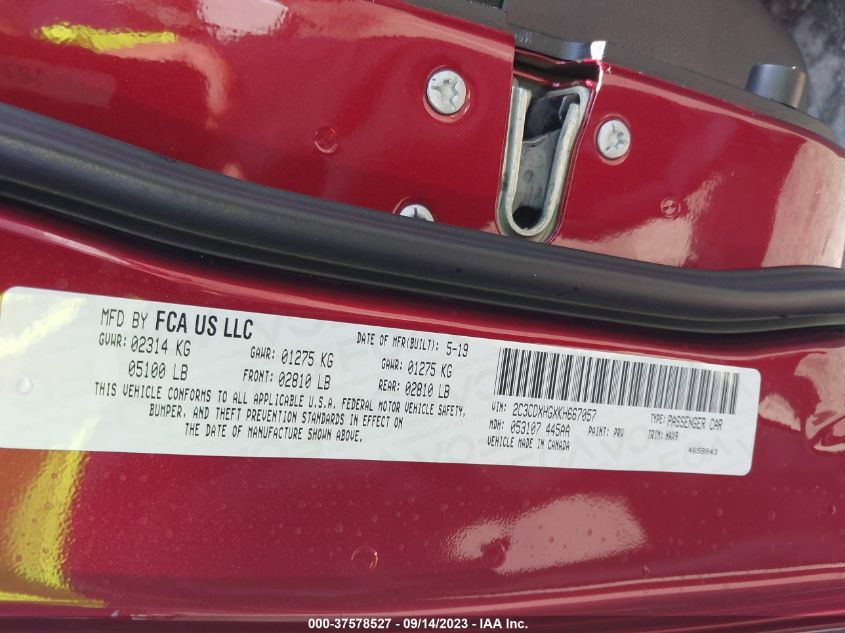 MFD BY FCA US LLC
DATE OF MFR(BUILT): 5-19
GVWR: 02314 KG
GAWR: 01275 KG
GAWR: 01275 KG
05100 LB
FRONT: 02810 LB
REAR: 02810 LB
THIS VEHICLE CONFORMS TO ALL APPLICABLE U.S.A. FEDERAL MOTOR VEHICLE SAFETY,
BUMPER, AND THEFT PREVENTION STANDARDS IN EFFECT ON
THE DATE OF MANUFACTURE SHOWN ABOVE.
VIN: 2C3CDXHGXKH667057
TYPE: PASSENGER CAR
MDH: 053107 445AA
PAINT: PRV
TRIM: HAX9
VEHICLE MADE IN CANADA
4658843
000-37578527 - 09/14/2023 - IAA Inc.